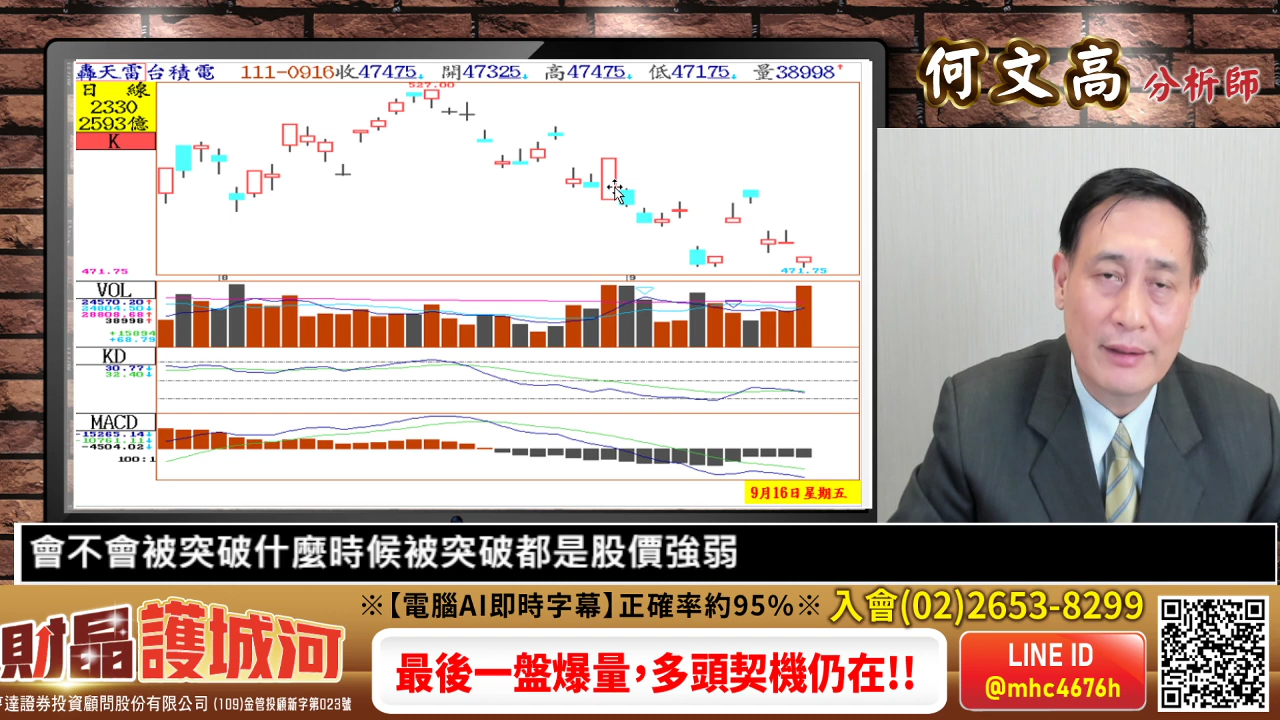 何文高 分析師
轟天雷台積電 111-0916收47475↓ 開47325↓ 高47475↓ 低47175↓ 量38998↑
日 線
2330
2593億
K
527.00
471.75
471.75
8
9
VOL
24570.20↑
24804.50↓
28808.68↑
38998↑
+15894
+68.79
KD
30.77↓
32.40↓
MACD
-15265.14↓
-10761.11↓
-4504.02↓
100:1
9月16日星期五
會不會被突破什麼時候被突破都是股價強弱
※【電腦AI即時字幕】正確率約95%※ 入會(02)2653-8299
財晶護城河
最後一盤爆量,多頭契機仍在!!
LINE ID
@mhc4676h
亨達證券投資顧問股份有限公司 (109)金管投顧新字第023號